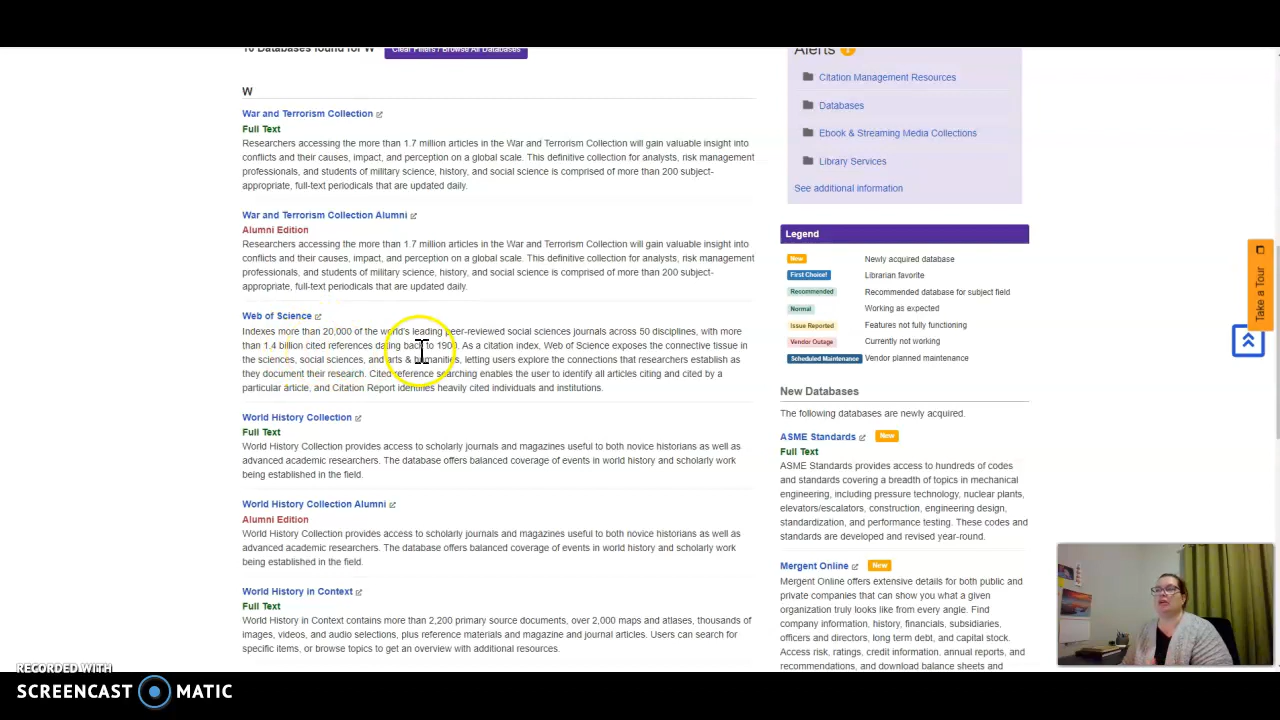 10 Databases found for W
Clear Filters / Browse All Databases
W
War and Terrorism Collection
Full Text
Researchers accessing the more than 1.7 million articles in the War and Terrorism Collection will gain valuable insight into
conflicts and their causes, impact, and perception on a global scale. This definitive collection for analysts, risk management
professionals, and students of military science, history, and social science is comprised of more than 200 subject-
appropriate, full-text periodicals that are updated daily.
War and Terrorism Collection Alumni
Alumni Edition
Researchers accessing the more than 1.7 million articles in the War and Terrorism Collection will gain valuable insight into
conflicts and their causes, impact, and perception on a global scale. This definitive collection for analysts, risk management
professionals, and students of military science, history, and social science is comprised of more than 200 subject-
appropriate, full-text periodicals that are updated daily.
Web of Science
Indexes more than 20,000 of the world's leading peer-reviewed social sciences journals across 50 disciplines, with more
than 1.4 billion cited references dating back to 1900. As a citation index, Web of Science exposes the connective tissue in
the sciences, social sciences, and arts & humanities, letting users explore the connections that researchers establish as
they document their research. Cited reference searching enables the user to identify all articles citing and cited by a
particular article, and Citation Report identifies heavily cited individuals and institutions.
World History Collection
Full Text
World History Collection provides access to scholarly journals and magazines useful to both novice historians as well as
advanced academic researchers. The database offers balanced coverage of events in world history and scholarly work
being established in the field.
World History Collection Alumni
Alumni Edition
World History Collection provides access to scholarly journals and magazines useful to both novice historians as well as
advanced academic researchers. The database offers balanced coverage of events in world history and scholarly work
being established in the field.
World History in Context
Full Text
World History in Context contains more than 2,200 primary source documents, over 2,000 maps and atlases, thousands of
images, videos, and audio selections, plus reference materials and magazine and journal articles. Users can search for
specific items, or browse topics to get an overview with additional resources.
Alerts
Citation Management Resources
Databases
Ebook & Streaming Media Collections
Library Services
See additional information
Legend
New Newly acquired database
First Choice! Librarian favorite
Recommended Recommended database for subject field
Normal Working as expected
Issue Reported Features not fully functioning
Vendor Outage Currently not working
Scheduled Maintenance Vendor planned maintenance
New Databases
The following databases are newly acquired.
ASME Standards New
Full Text
ASME Standards provides access to hundreds of codes
and standards covering a breadth of topics in mechanical
engineering, including pressure technology, nuclear plants,
elevators/escalators, construction, engineering design,
standardization, and performance testing. These codes and
standards are developed and revised year-round.
Mergent Online New
Mergent Online offers extensive details for both public and
private companies that can show you what a given
organization truly looks like from every angle. Find
company information, history, financials, subsidiaries,
officers and directors, long term debt, and capital stock.
Access risk, ratings, credit information, annual reports, and
recommendations, and download balance sheets and
Take a Tour
RECORDED WITH
SCREENCAST MATIC